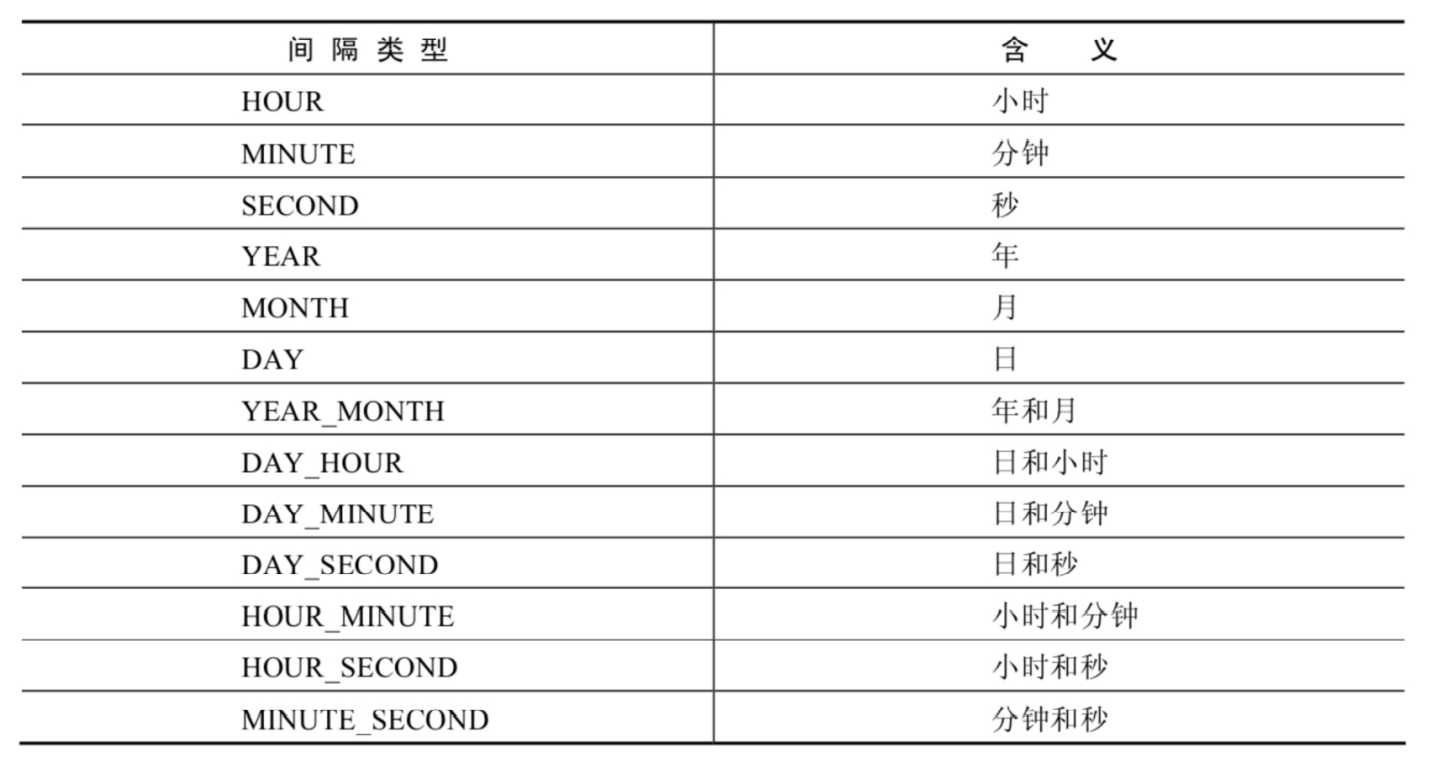 间隔类型 含义
HOUR 小时
MINUTE 分钟
SECOND 秒
YEAR 年
MONTH 月
DAY 日
YEAR_MONTH 年和月
DAY_HOUR 日和小时
DAY_MINUTE 日和分钟
DAY_SECOND 日和秒
HOUR_MINUTE 小时和分钟
HOUR_SECOND 小时和秒
MINUTE_SECOND 分钟和秒